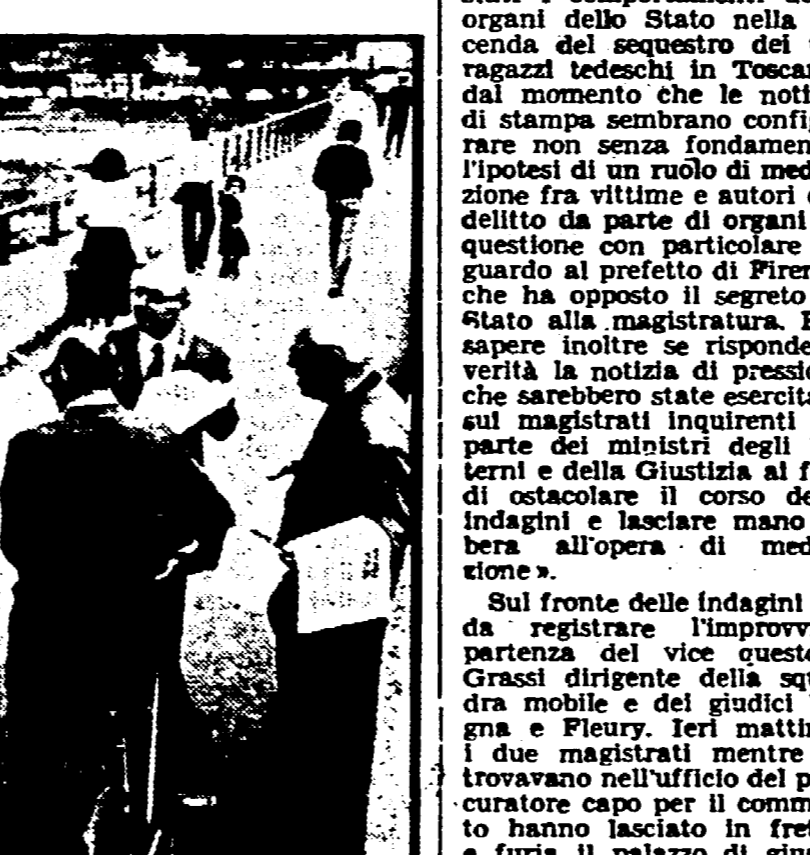 organi dello Stato nella
cenda del sequestro dei
ragazzi tedeschi in Toscan
dal momento che le noti
di stampa sembrano config
rare non senza fondamen
l'ipotesi di un ruolo di med
zione fra vittime e autori
delitto da parte di organi
questione con particolare
guardo al prefetto di Firen
che ha opposto il segreto
Stato alla magistratura.
sapere inoltre se risponde
verità la notizia di pressio
che sarebbero state esercita
sui magistrati inquirenti
parte dei ministri degli
terni e della Giustizia al f
di ostacolare il corso de
indagini e lasciare mano
bera all'opera di med
zione».
Sul fronte delle indagini
da registrare l'improvv
partenza del vice questo
Grassi dirigente della squ
dra mobile e dei giudici
gna e Fleury. Ieri mattin
i due magistrati mentre
trovavano nell'ufficio del p
curatore capo per il comm
to hanno lasciato in fret
e furia il palazzo di giu